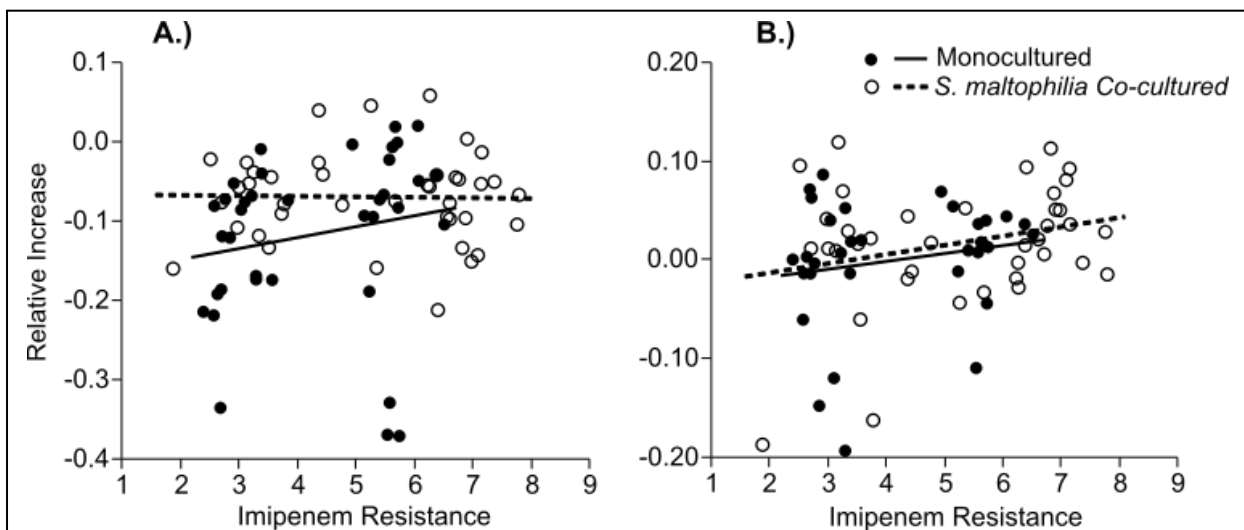 A.)
0.1
0.0
-0.1
-0.2
-0.3
-0.4
Relative Increase
1 2 3 4 5 6 7 8 9
Imipenem Resistance
B.)
Monocultured
S. maltophilia Co-cultured
0.20
0.10
0.00
-0.10
-0.20
1 2 3 4 5 6 7 8 9
Imipenem Resistance